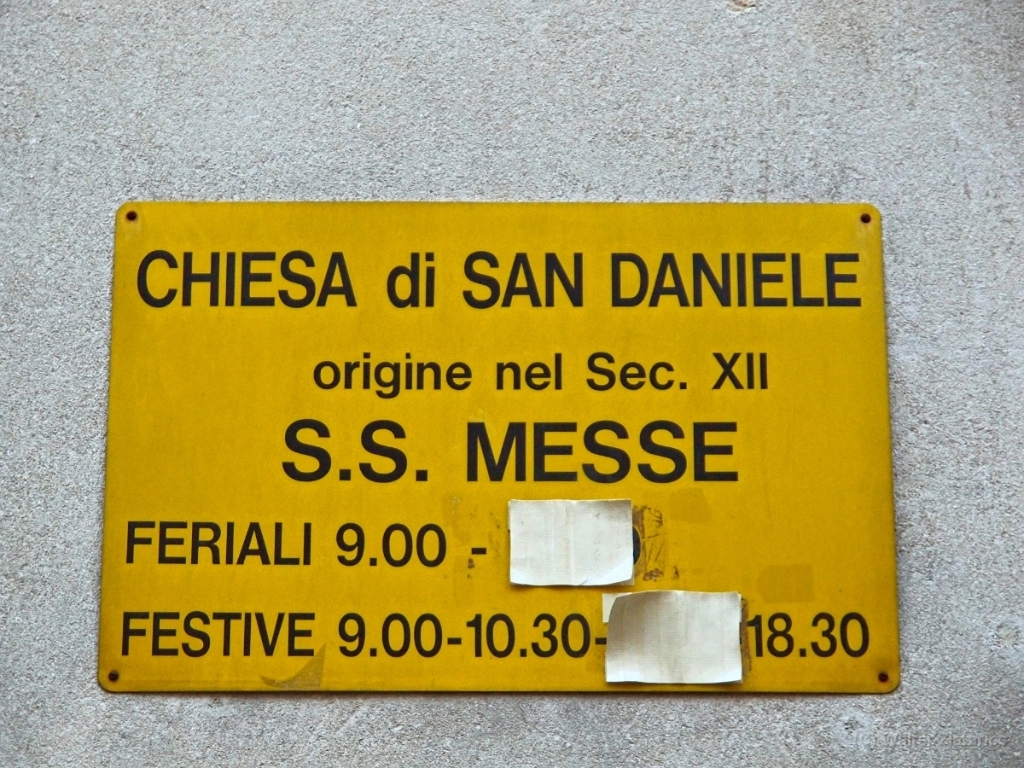 CHIESA di SAN DANIELE
origine nel Sec. XII
S.S. MESSE
FERIALI 9.00 -
FESTIVE 9.00-10.30- 18.30